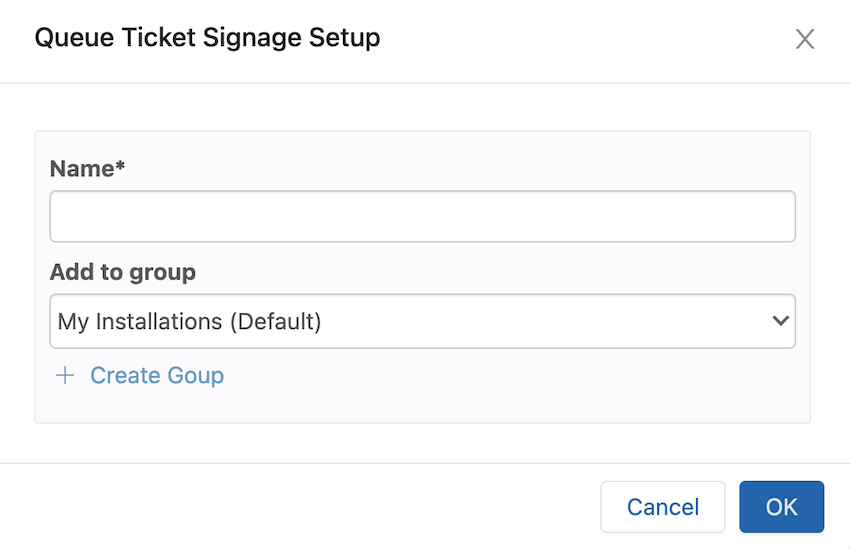 Queue Ticket Signage Setup
Name*
Add to group
My Installations (Default)
Create Goup
Cancel
OK